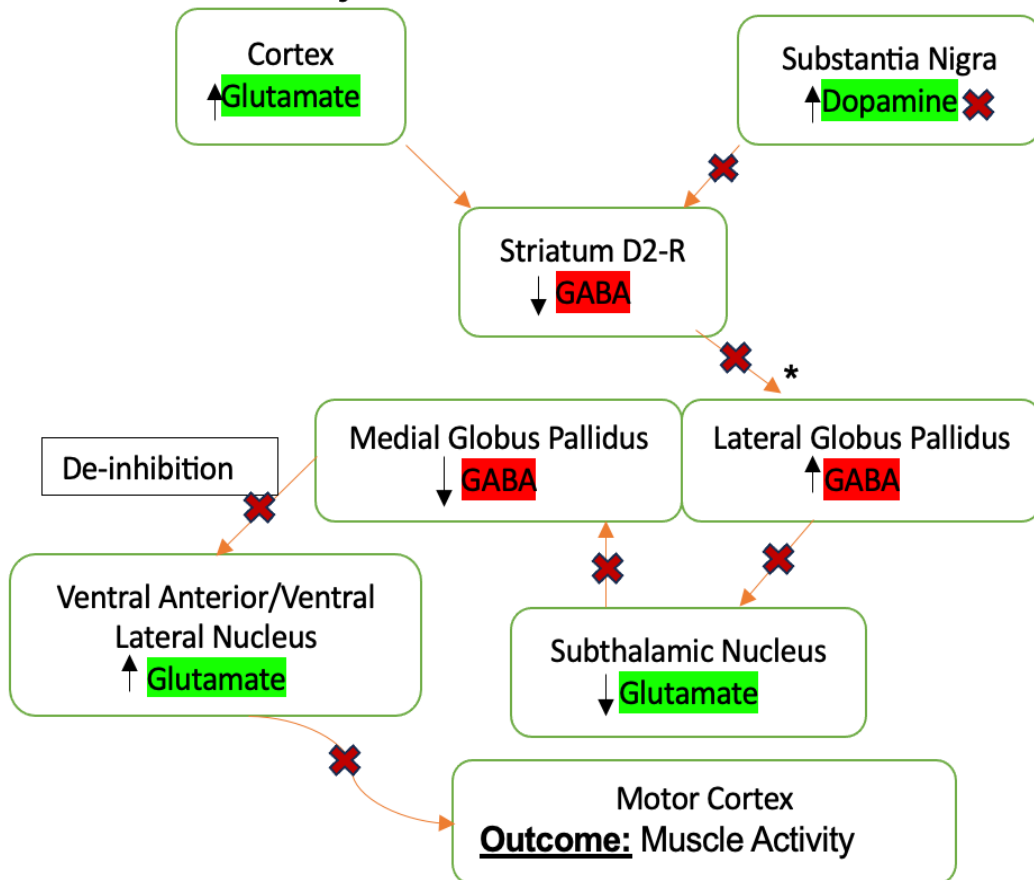 Cortex
↑Glutamate
Substantia Nigra
↑Dopamine
Striatum D2-R
↓ GABA
*
Medial Globus Pallidus
↓ GABA
Lateral Globus Pallidus
↑ GABA
De-inhibition
Ventral Anterior/Ventral
Lateral Nucleus
↑ Glutamate
Subthalamic Nucleus
↓ Glutamate
Motor Cortex
Outcome: Muscle Activity